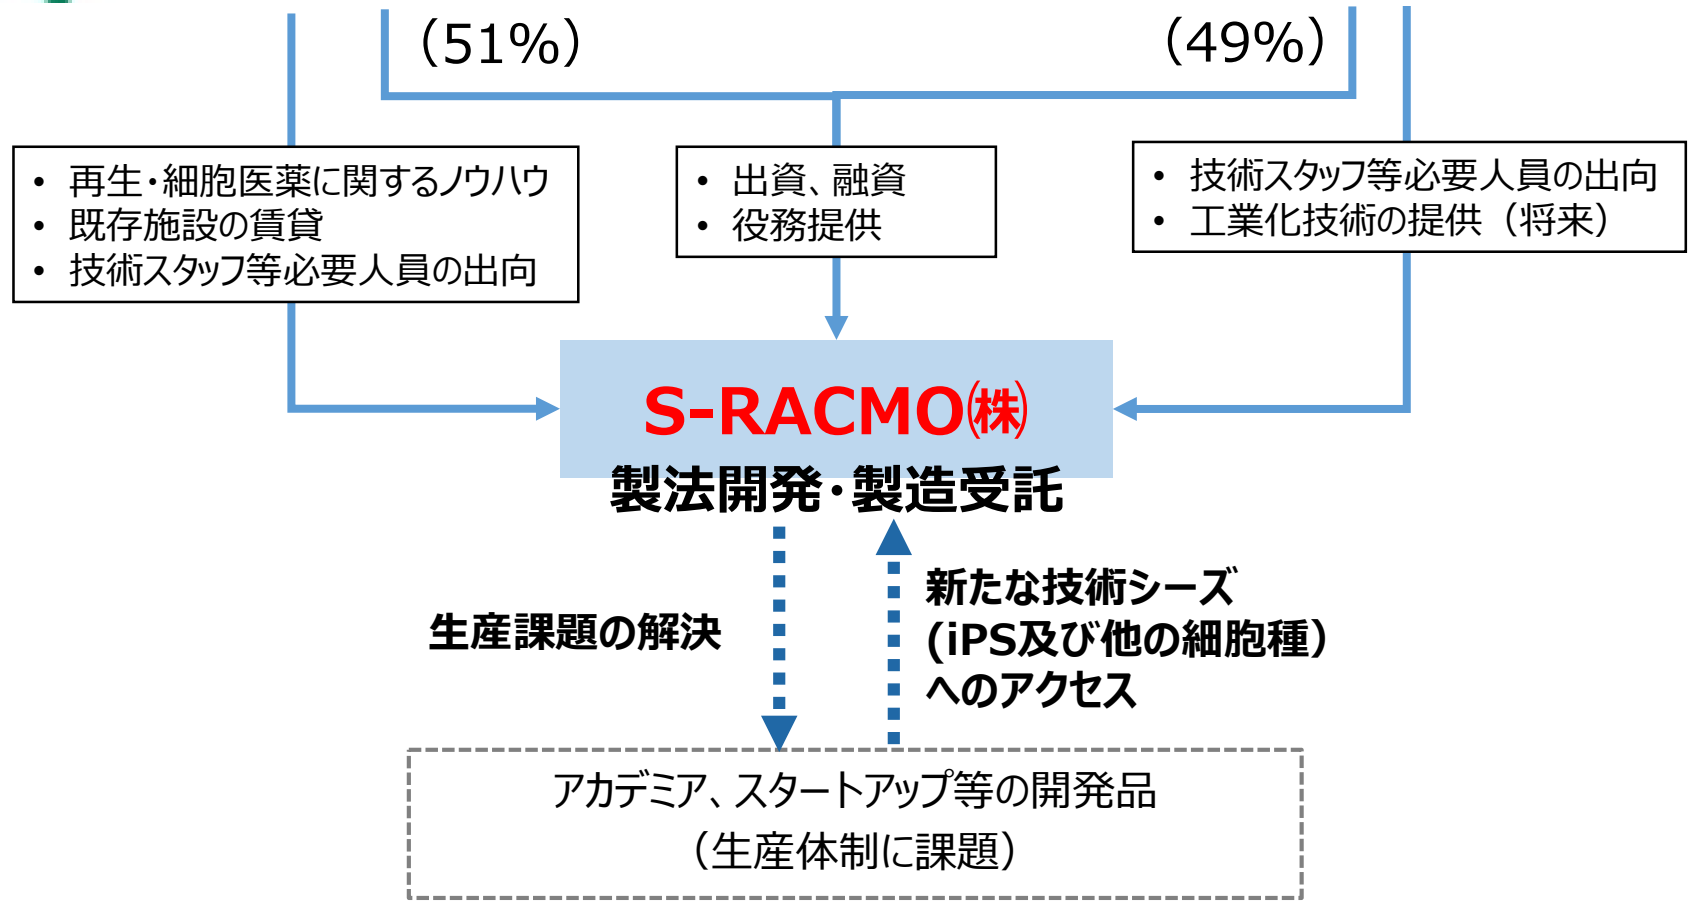 （51%）
（49%）
• 再生・細胞医薬に関するノウハウ
• 既存施設の賃貸
• 技術スタッフ等必要人員の出向
• 出資、融資
• 役務提供
• 技術スタッフ等必要人員の出向
• 工業化技術の提供（将来）
S-RACMO㈱
製法開発・製造受託
生産課題の解決
新たな技術シーズ
(iPS及び他の細胞種）
へのアクセス
アカデミア、スタートアップ等の開発品
（生産体制に課題）